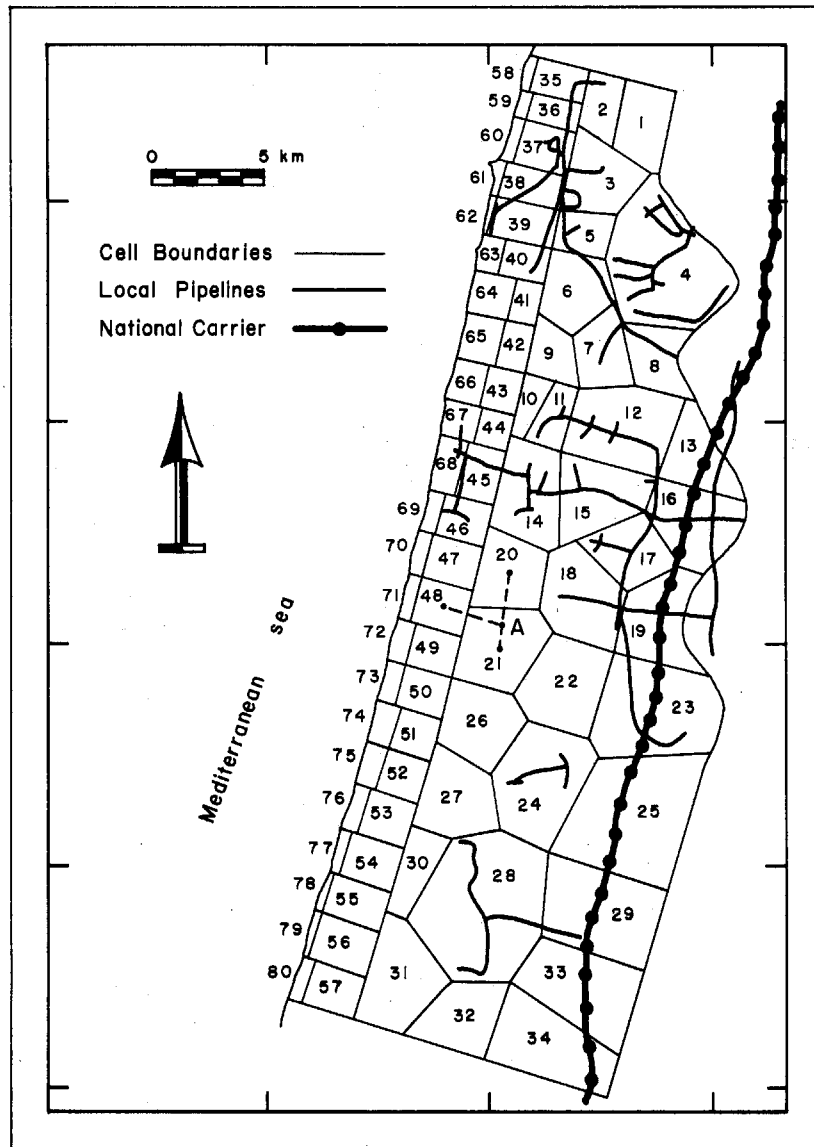 0 5 km
Cell Boundaries
Local Pipelines
National Carrier
Mediterranean sea
A
58 35 2 1
59 36
60 37 3
61 38
62 39 5
63 40 4
64 41 6
65 42 9 7 8
66 43 10 11 12
67 44 13
68 45 16
69 46 14 15
70 47 20 18 17
71 48
72 49 21 19
73 50 22 23
74 51 26
75 52 24 25
76 53 27
77 54 30 28
78 55 29
79 56 31 33
80 57 32 34